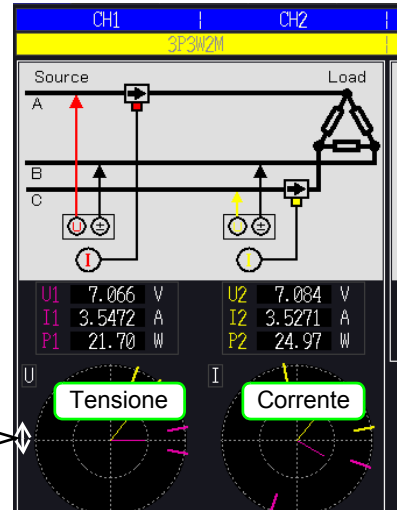 CH1 CH2
3P3W2M
Source Load
A
B
C
U ± U ±
I I
U1 7.066 V U2 7.084 V
I1 3.5472 A I2 3.5271 A
P1 21.70 W P2 24.97 W
U I
Tensione Corrente